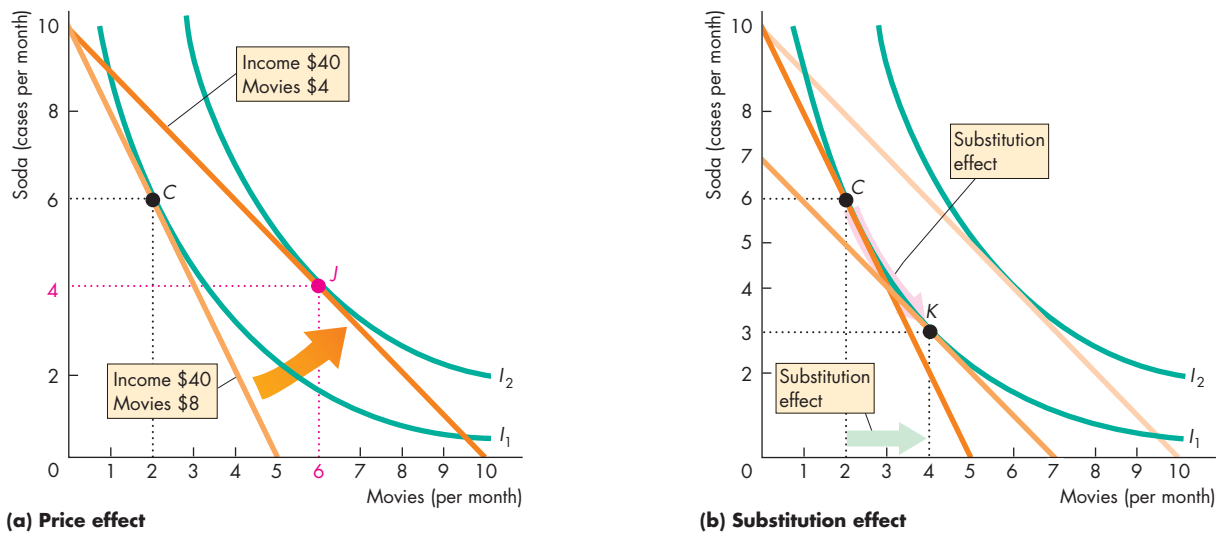 Soda (cases per month)
10
8
6
4
2
0
Income $40
Movies $4
C
J
Income $40
Movies $8
I2
I1
1 2 3 4 5 6 7 8 9 10
Movies (per month)
(a) Price effect
Soda (cases per month)
10
8
7
6
5
4
3
2
0
Substitution
effect
C
K
Substitution
effect
I2
I1
1 2 3 4 5 6 7 8 9 10
Movies (per month)
(b) Substitution effect